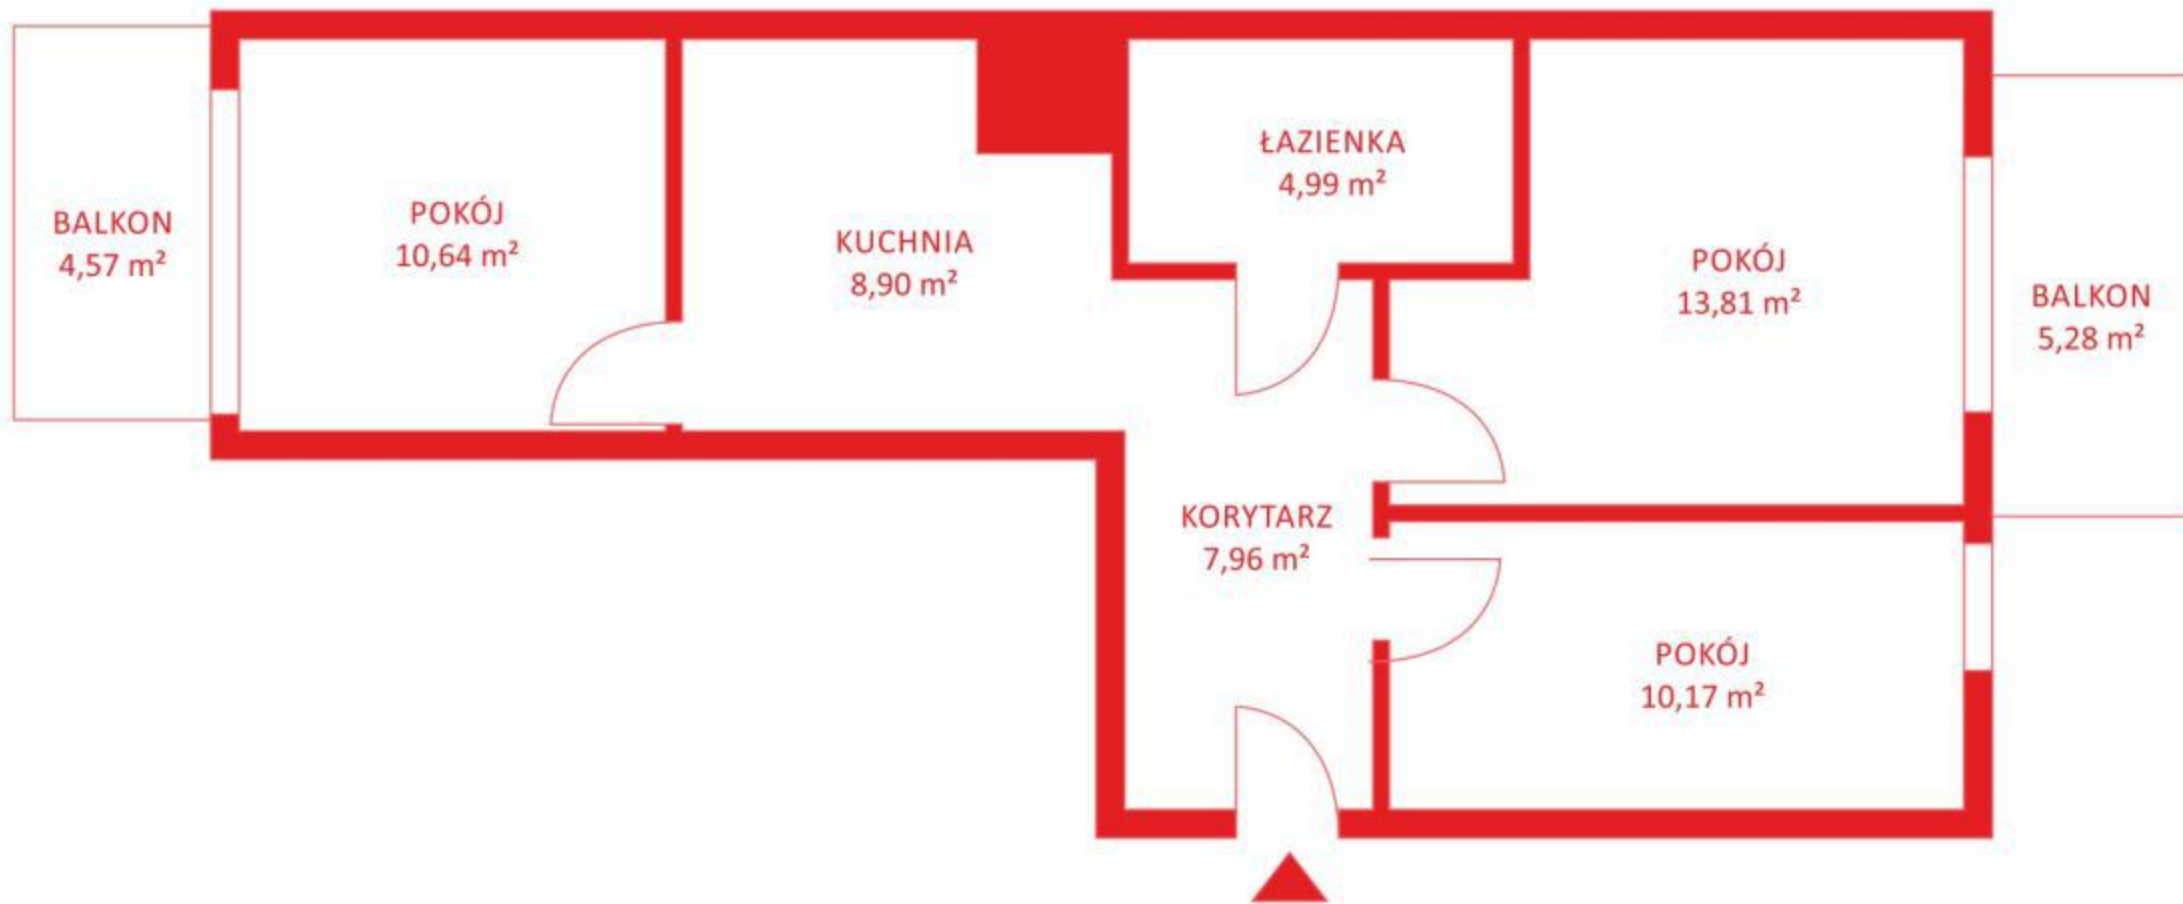 BALKON
4,57 m²
POKÓJ
10,64 m²
KUCHNIA
8,90 m²
ŁAZIENKA
4,99 m²
POKÓJ
13,81 m²
BALKON
5,28 m²
KORYTARZ
7,96 m²
POKÓJ
10,17 m²